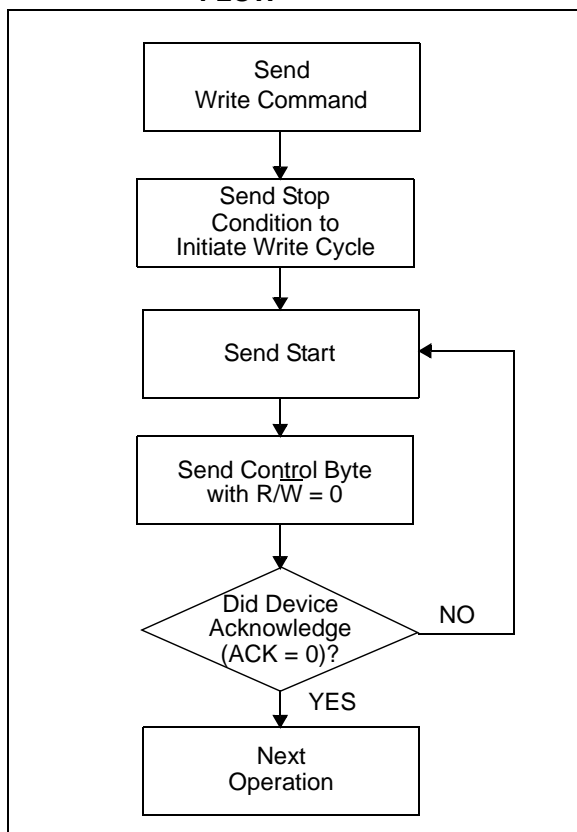 Send
Write Command
Send Stop
Condition to
Initiate Write Cycle
Send Start
Send Control Byte
with R/W̅ = 0
Did Device
Acknowledge
(ACK = 0)?
NO
YES
Next
Operation